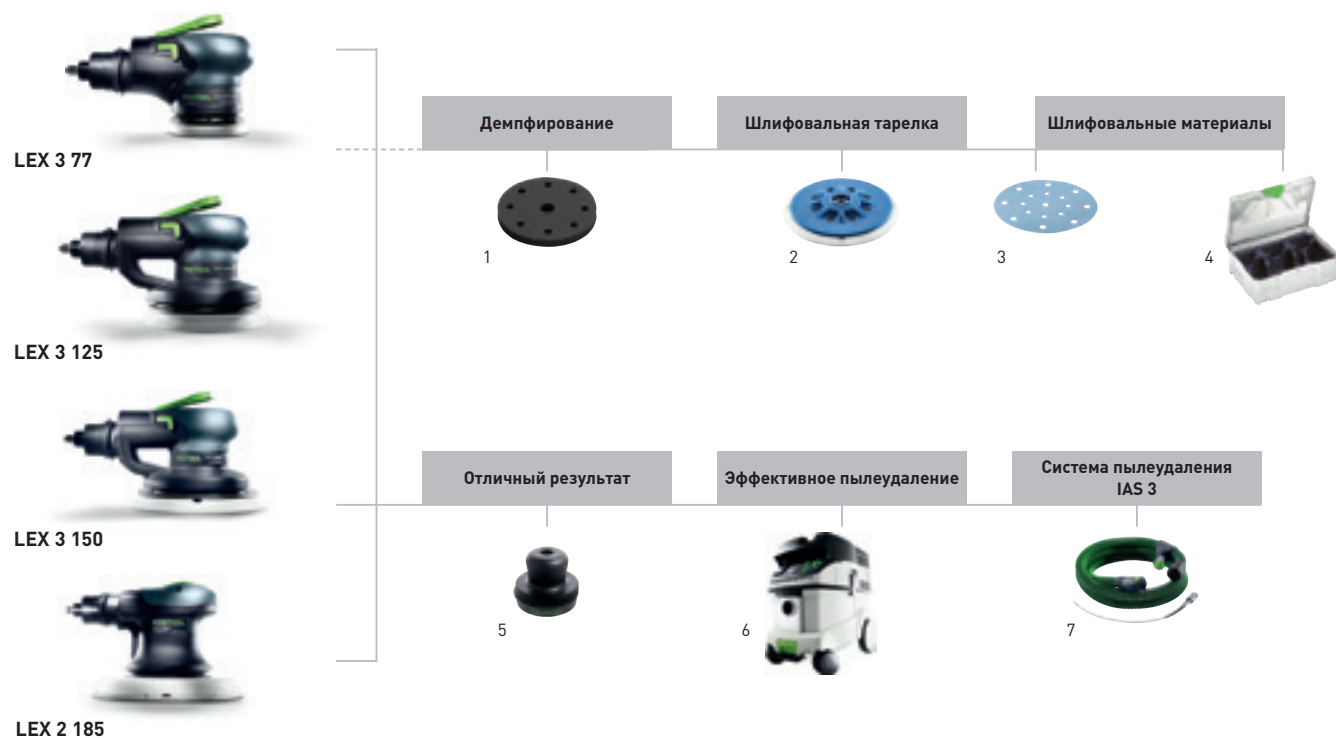 LEX 3 77
LEX 3 125
LEX 3 150
LEX 2 185
Демпфирование
Шлифовальная тарелка
Шлифовальные материалы
1
2
3
4
Отличный результат
Эффективное пылеудаление
Система пылеудаления
IAS 3
5
6
7